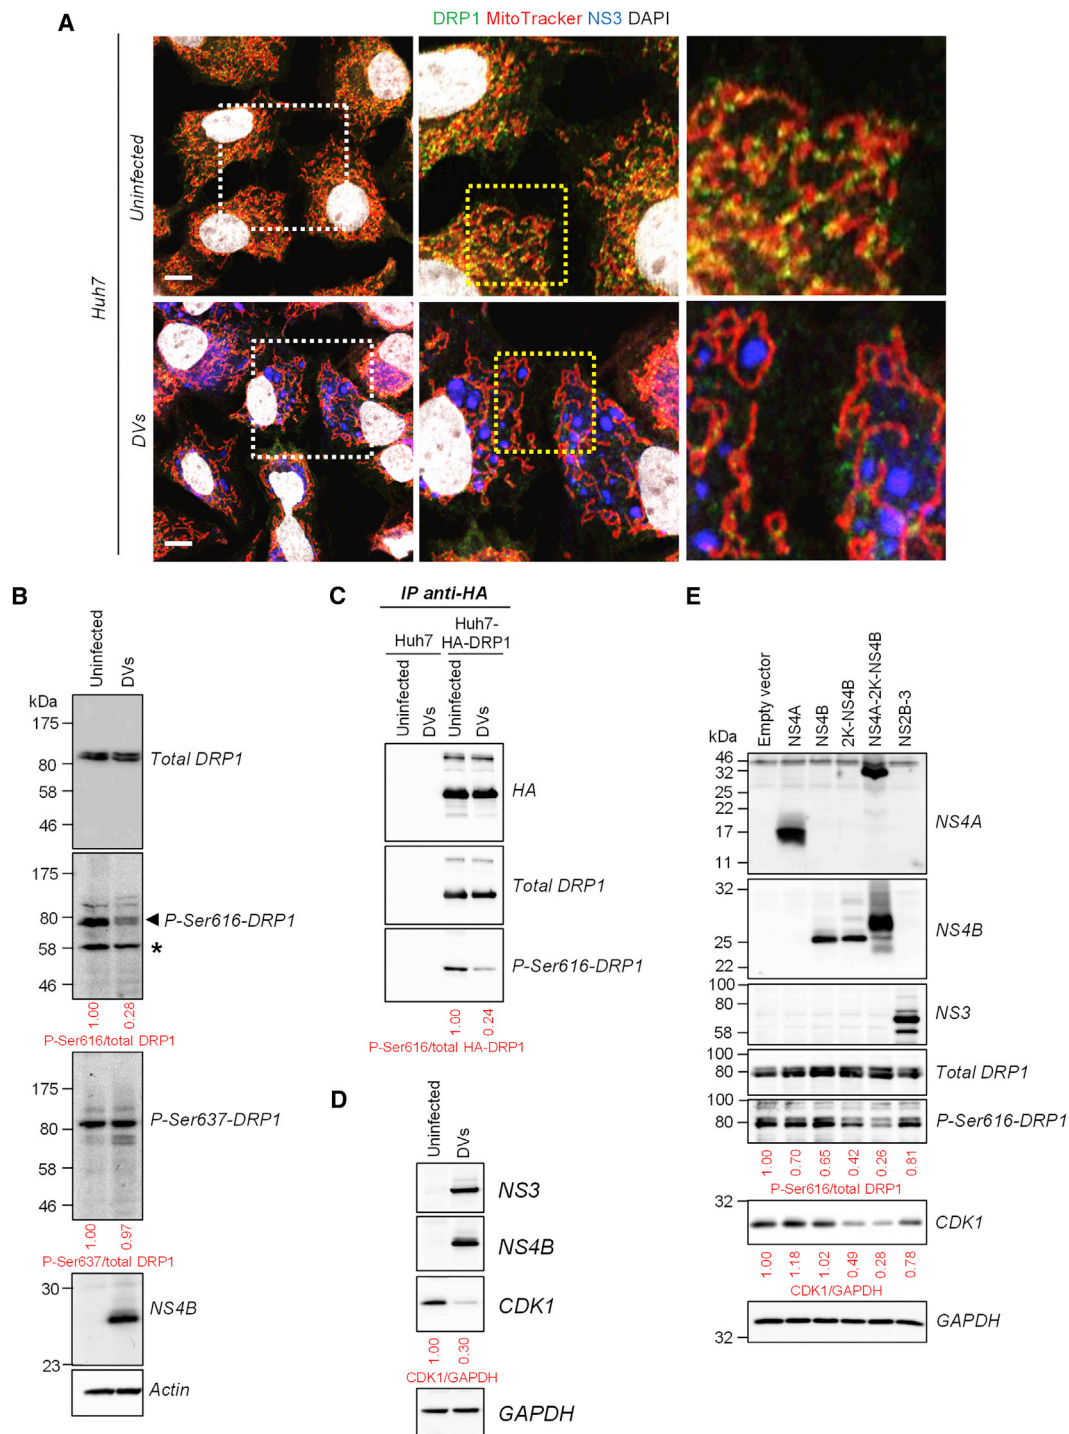 A
DRP1 MitoTracker NS3 DAPI
Huh7
Uninfected
DVs
B
Uninfected
DVs
kDa
175
80
58
46
Total DRP1
175
80
58
46
P-Ser616-DRP1
*
1.00
0.28
P-Ser616/total DRP1
175
80
58
46
P-Ser637-DRP1
1.00
0.97
P-Ser637/total DRP1
30
23
NS4B
Actin
C
IP anti-HA
Huh7
Huh7-
HA-DRP1
Uninfected
DVs
Uninfected
DVs
HA
Total DRP1
P-Ser616-DRP1
1.00
0.24
P-Ser616/total HA-DRP1
D
Uninfected
DVs
NS3
NS4B
CDK1
1.00
0.30
CDK1/GAPDH
GAPDH
E
Empty vector
NS4A
NS4B
2K-NS4B
NS4A-2K-NS4B
NS2B-3
kDa
46
32
25
22
17
11
NS4A
32
25
22
NS4B
100
80
58
NS3
100
80
Total DRP1
100
80
P-Ser616-DRP1
1.00
0.70
0.65
0.42
0.26
0.81
P-Ser616/total DRP1
32
CDK1
1.00
1.18
1.02
0.49
0.28
0.78
CDK1/GAPDH
32
GAPDH